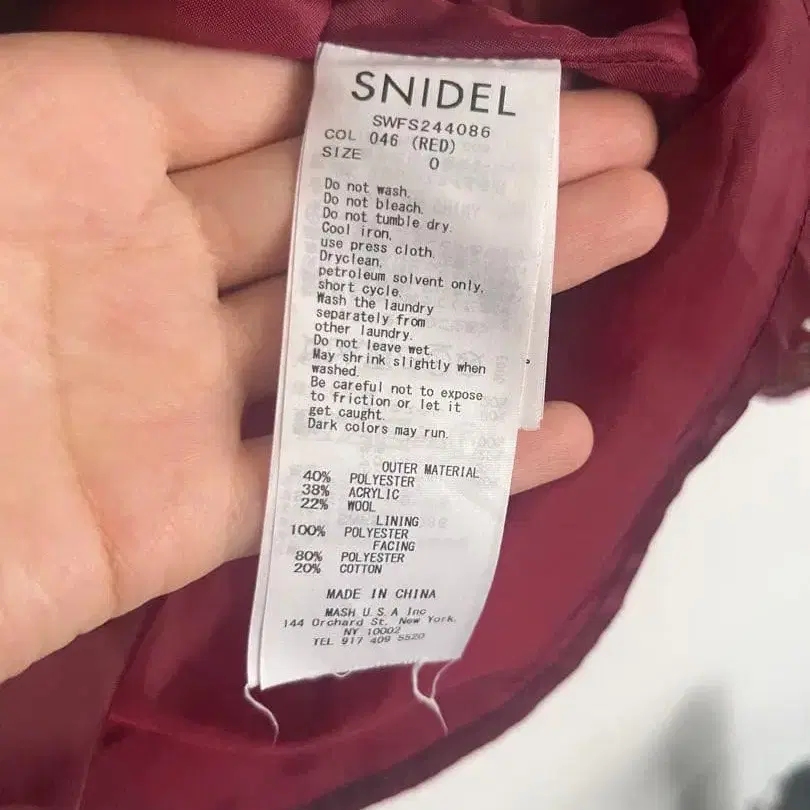 SNIDEL
SWFS244086
COL 046 (RED)
SIZE 0
Do not wash.
Do not bleach.
Do not tumble dry.
Cool iron,
use press cloth.
Dryclean,
petroleum solvent only,
short cycle.
Wash the laundry
separately from
other laundry.
Do not leave wet.
May shrink slightly when
washed.
Be careful not to expose
to friction or let it
get caught.
Dark colors may run.
OUTER MATERIAL
40% POLYESTER
38% ACRYLIC
22% WOOL
LINING
100% POLYESTER
FACING
80% POLYESTER
20% COTTON
MADE IN CHINA
MASH U.S.A Inc
144 Orchard St, New York,
NY 10002
TEL 917 409 5520